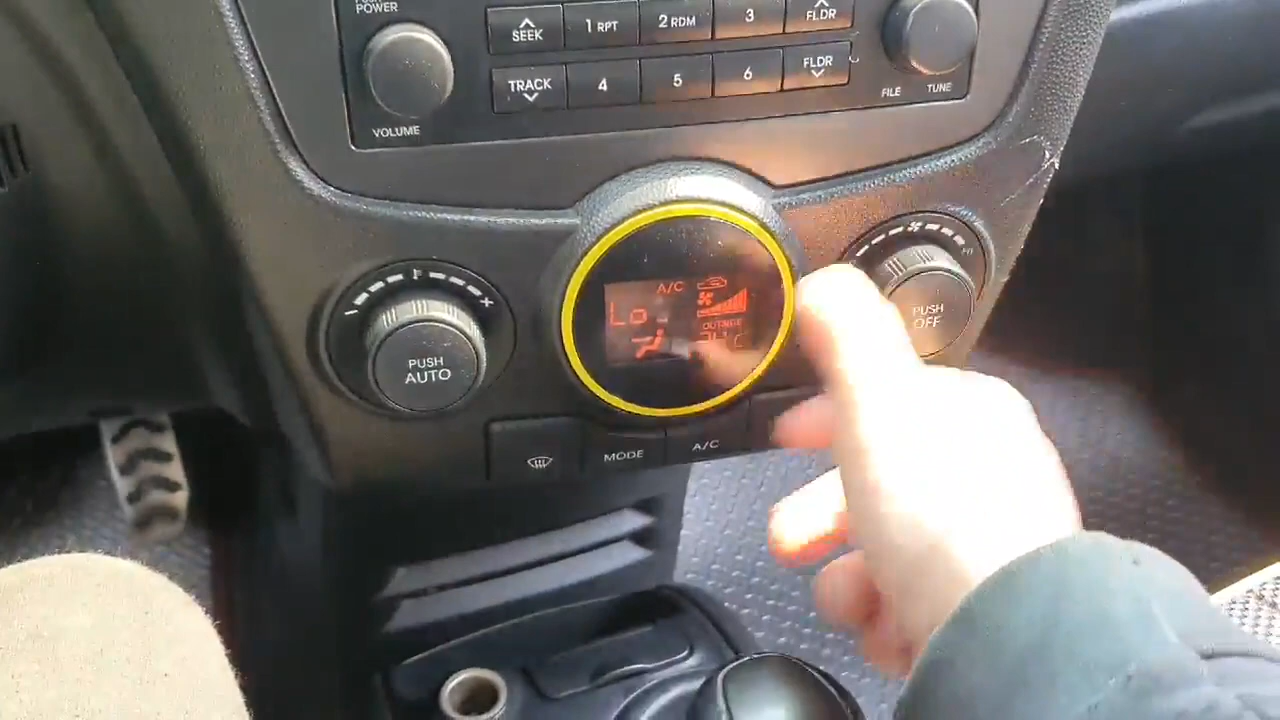 POWER
SEEK
1 RPT
2 RDM
3
FLDR
TRACK
4
5
6
FLDR
VOLUME
FILE
TUNE
A/C
Lo
OUTSIDE
PUSH
AUTO
PUSH
OFF
MODE
A/C